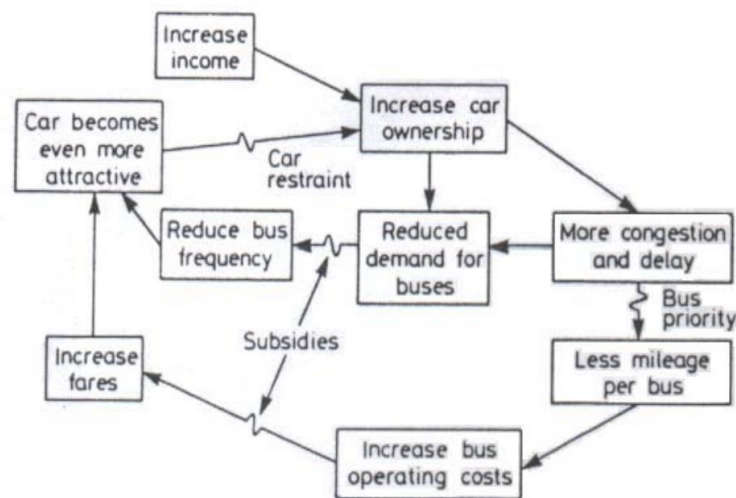 Increase
income
Increase car
ownership
Car becomes
even more
attractive
Car
restraint
Reduce bus
frequency
Reduced
demand for
buses
More congestion
and delay
Bus
priority
Subsidies
Increase
fares
Less mileage
per bus
Increase bus
operating costs